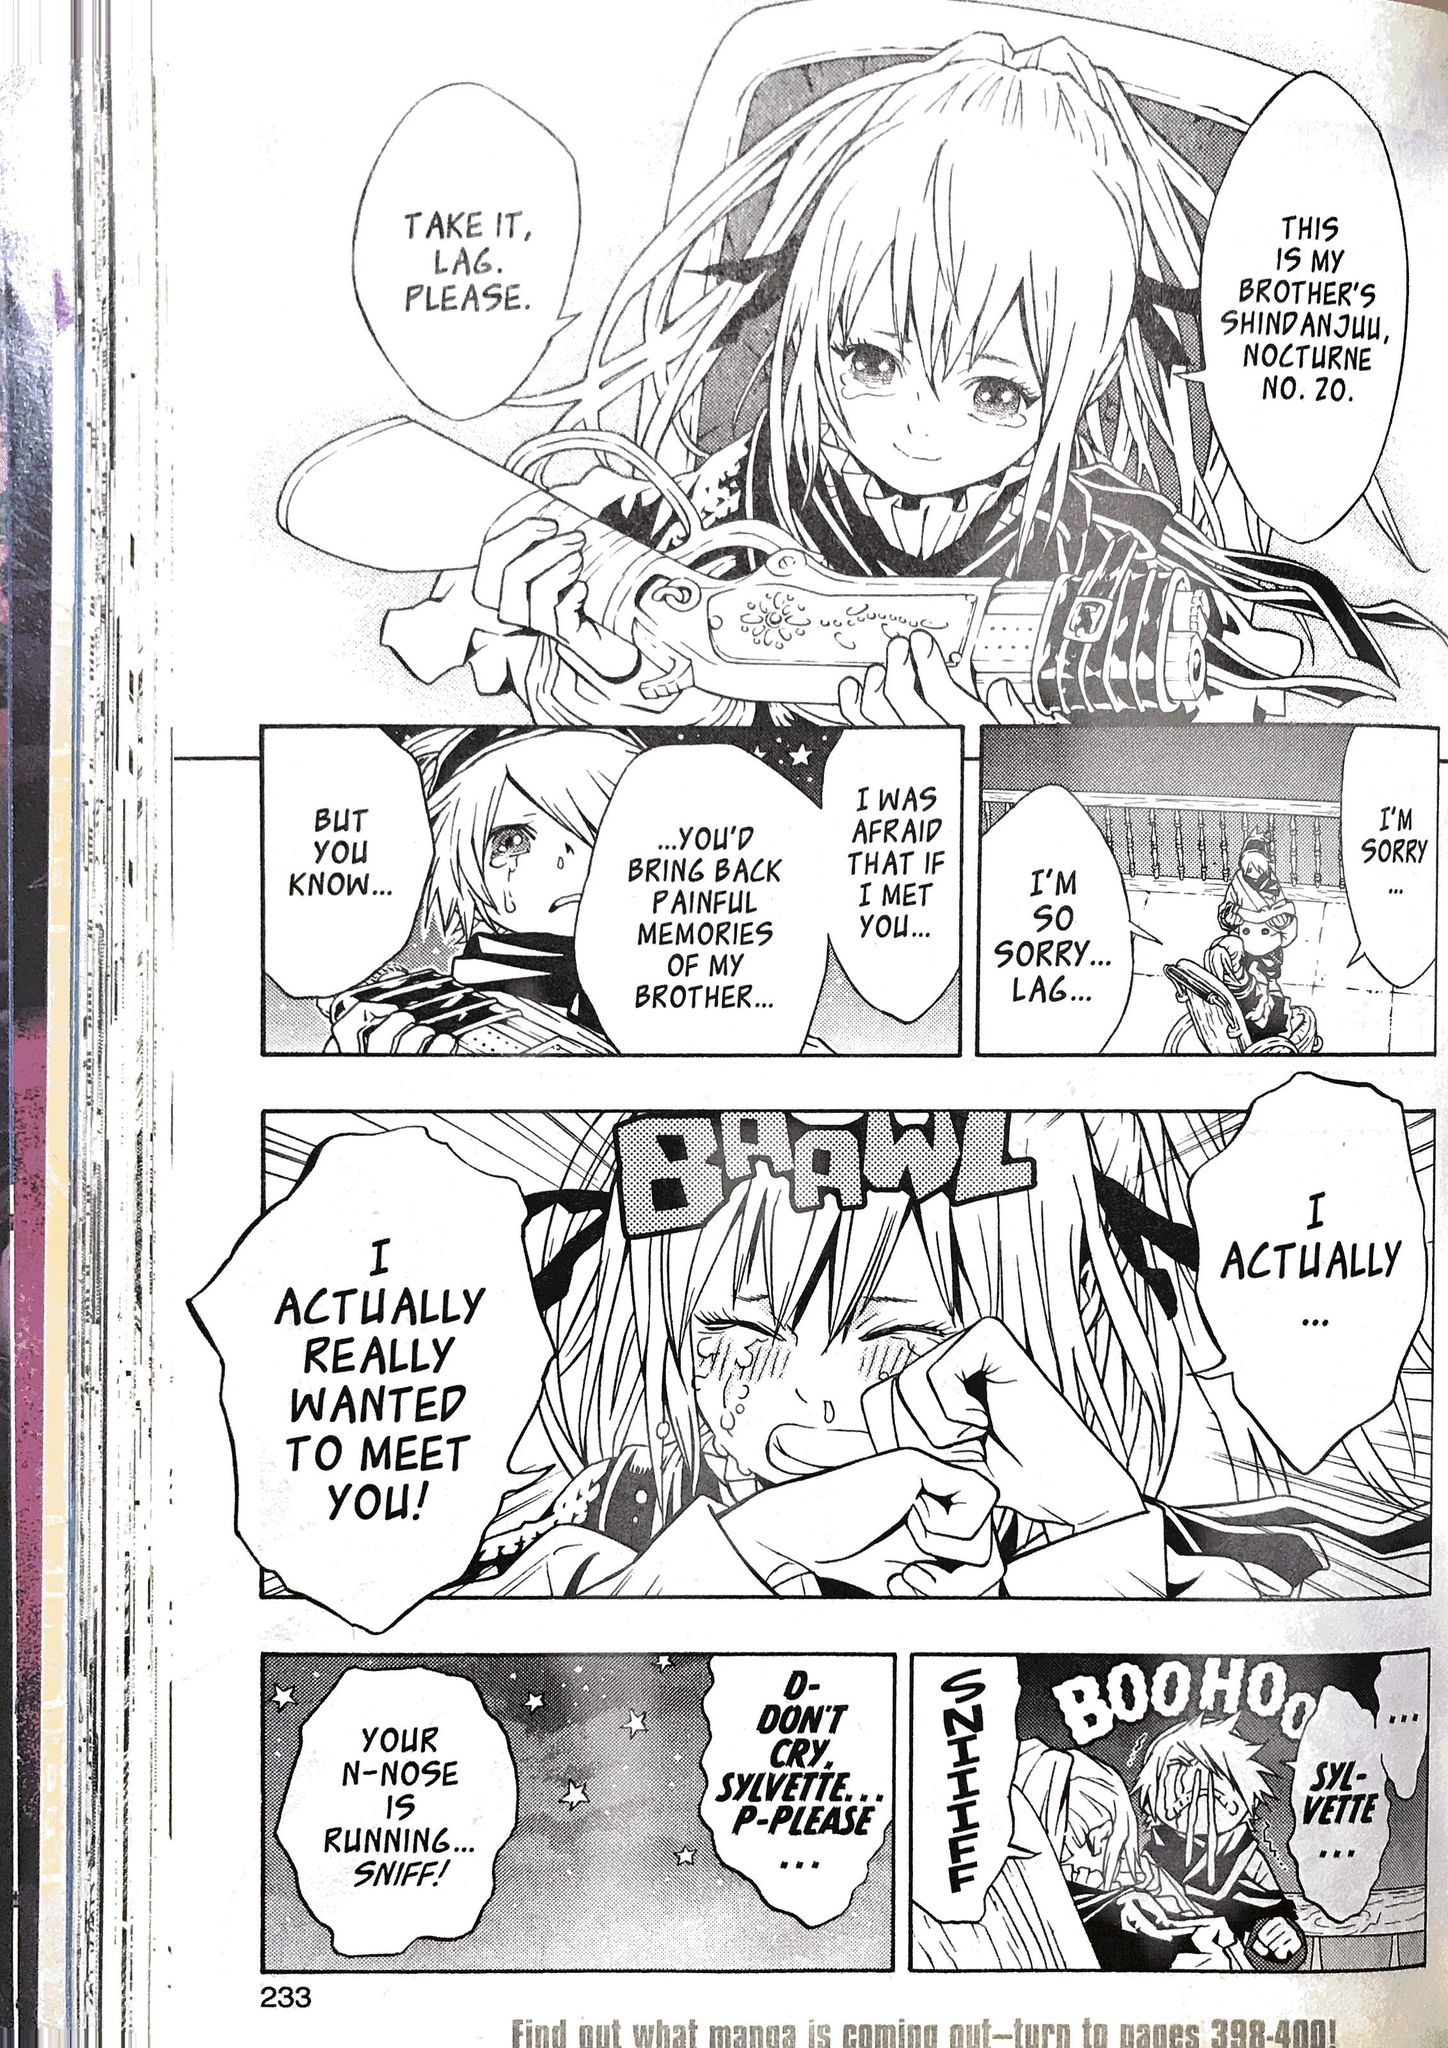 THIS
IS MY
BROTHER'S
SHINDANJUU,
NOCTURNE
NO. 20.
TAKE IT,
LAG.
PLEASE.
I'M
SORRY
...
I'M
SO
SORRY...
LAG...
I WAS
AFRAID
THAT IF
I MET
YOU...
...YOU'D
BRING BACK
PAINFUL
MEMORIES
OF MY
BROTHER...
BUT
YOU
KNOW...
I
ACTUALLY
...
BAAAWL
I
ACTUALLY
REALLY
WANTED
TO MEET
YOU!
...
SYL-
VETTE
...
BOOHOO
SNIIIFF
D-
DON'T
CRY,
SYLVETTE...
P-PLEASE
...
YOUR
N-NOSE
IS
RUNNING...
SNIFF!
233
Find out what manga is coming out—turn to pages 398-400!